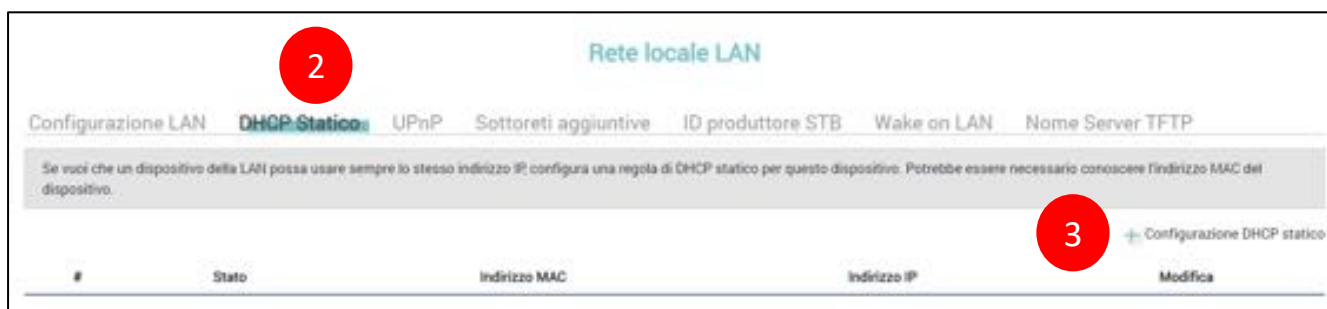 2
Rete locale LAN
Configurazione LAN DHCP Statico UPnP Sottoreti aggiuntive ID produttore STB Wake on LAN Nome Server TFTP
Se vuoi che un dispositivo della LAN possa usare sempre lo stesso indirizzo IP, configura una regola di DHCP statico per questo dispositivo. Potrebbe essere necessario conoscere l'indirizzo MAC del
dispositivo.
3
+ Configurazione DHCP statico
# Stato Indirizzo MAC Indirizzo IP Modifica